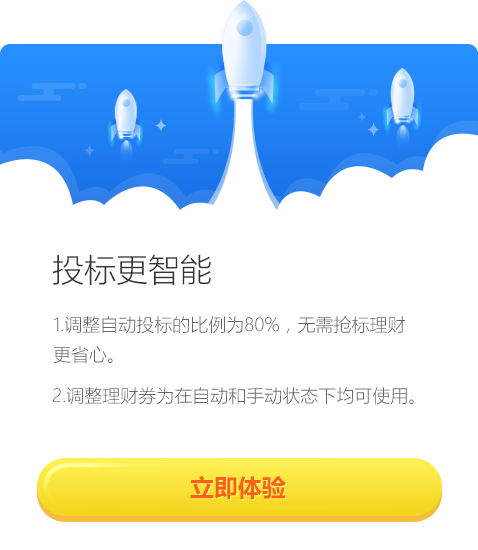 投标更智能
1.调整自动投标的比例为80%，无需抢标理财
更省心。
2.调整理财券为在自动和手动状态下均可使用。
立即体验